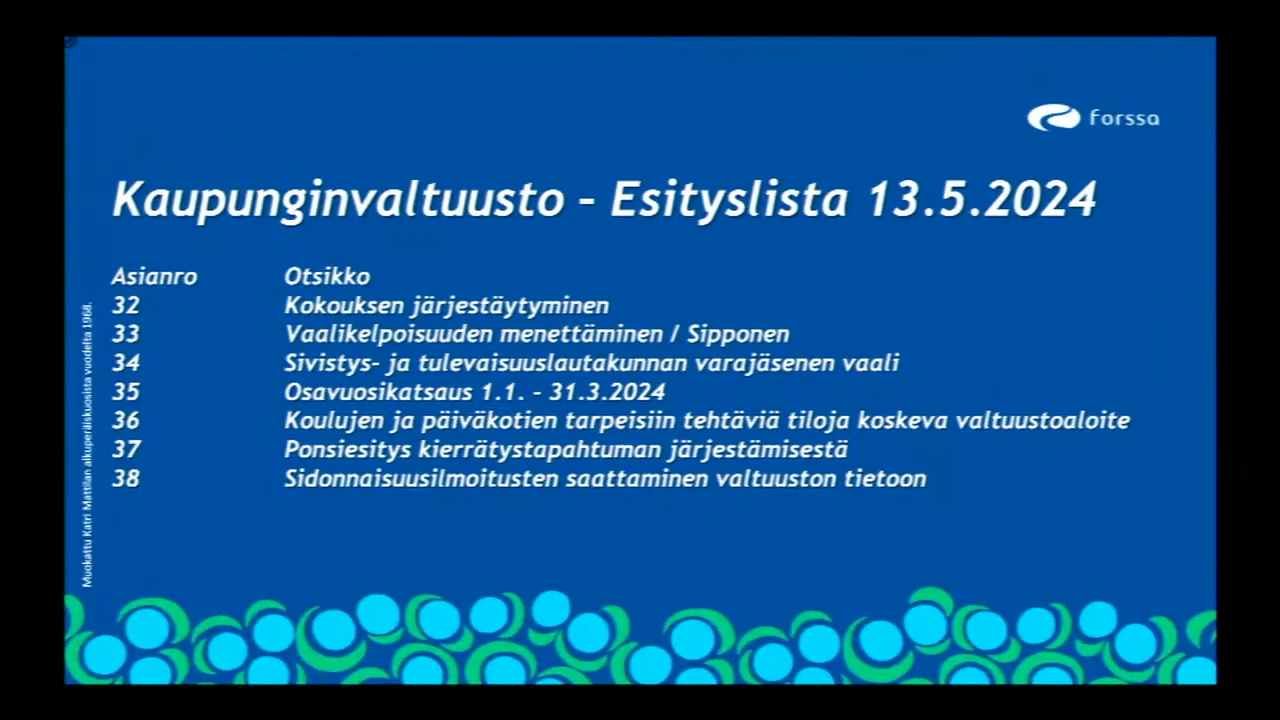 forssa
Kaupunginvaltuusto - Esityslista 13.5.2024
Asianro Otsikko
32 Kokouksen järjestäytyminen
33 Vaalikelpoisuuden menettäminen / Sipponen
34 Sivistys- ja tulevaisuuslautakunnan varajäsenen vaali
35 Osavuosikatsaus 1.1. - 31.3.2024
36 Koulujen ja päiväkotien tarpeisiin tehtäviä tiloja koskeva valtuustoaloite
37 Ponsiesitys kierrätystapahtuman järjestämisestä
38 Sidonnaisuusilmoitusten saattaminen valtuuston tietoon
Muokattu Katri Mattilan alkuperäiskuosista vuodelta 1968.